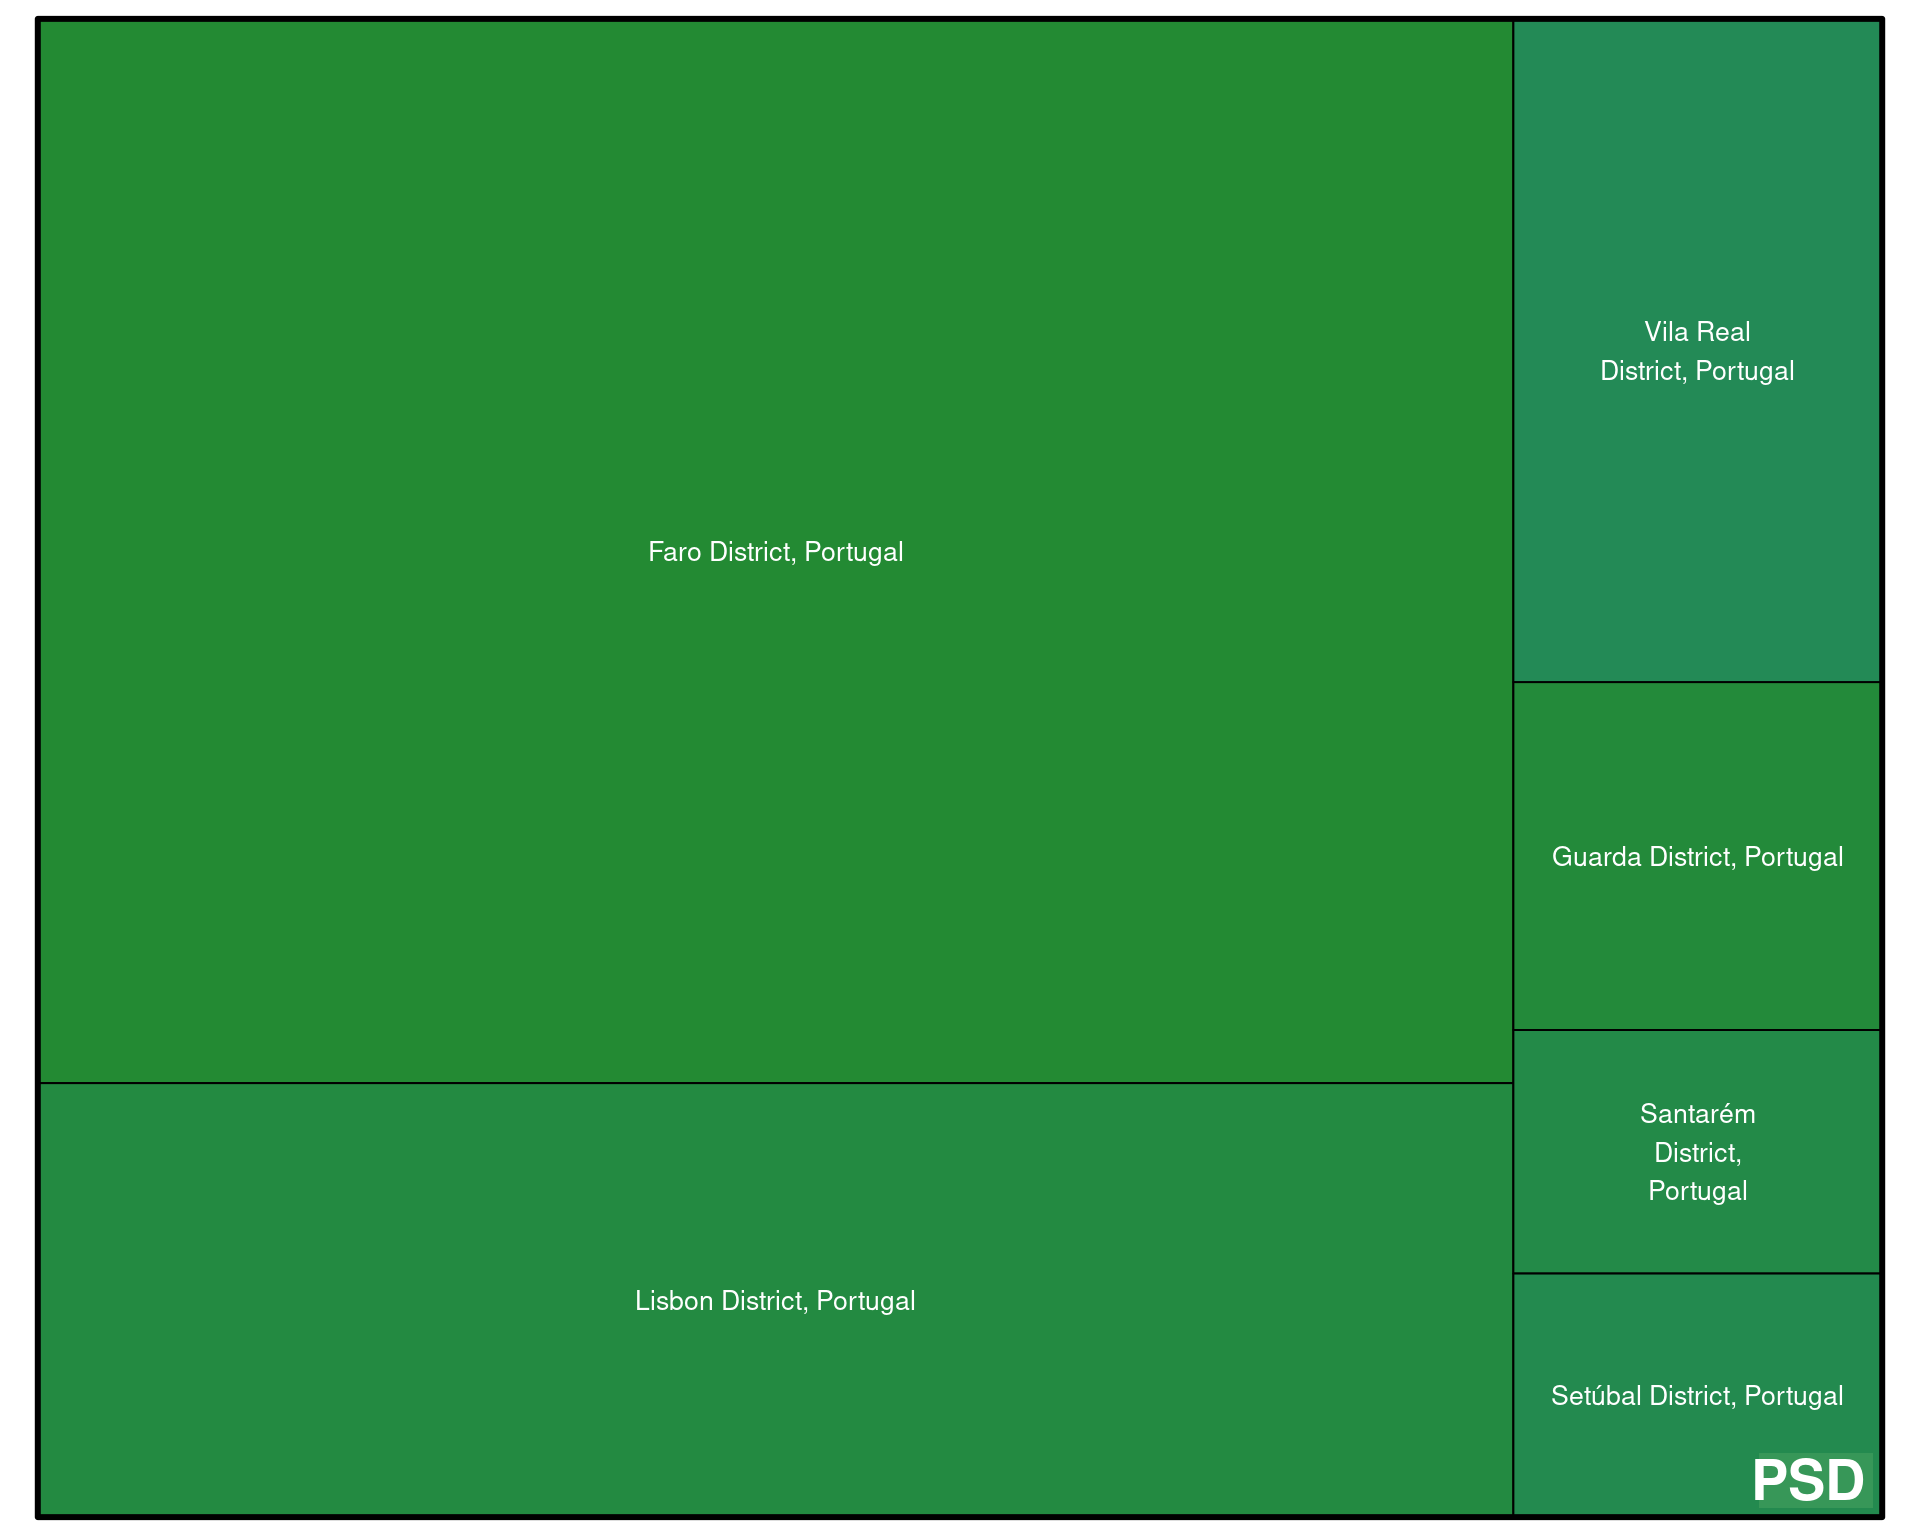 Faro District, Portugal
Lisbon District, Portugal
Vila Real
District, Portugal
Guarda District, Portugal
Santarém
District,
Portugal
Setúbal District, Portugal
PSD